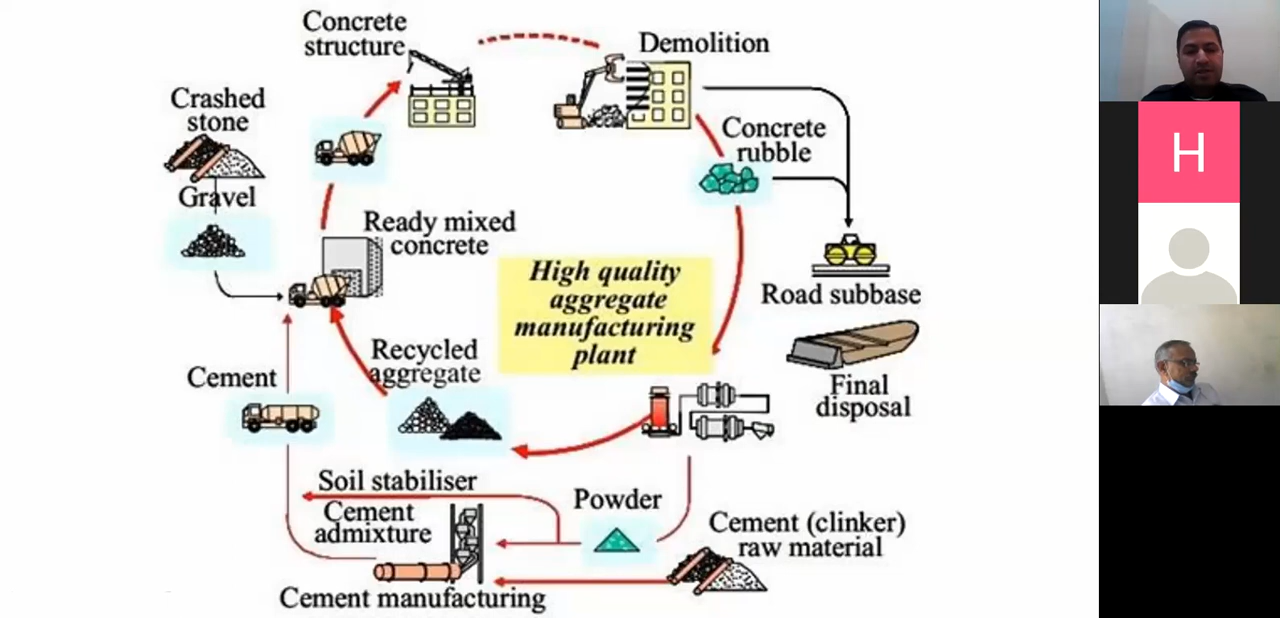 Concrete
structure
Demolition
Crashed
stone
Concrete
rubble
Gravel
Ready mixed
concrete
High quality
aggregate
manufacturing
plant
Road subbase
Recycled
aggregate
Cement
Final
disposal
Soil stabiliser
Powder
Cement
admixture
Cement (clinker)
raw material
Cement manufacturing
H